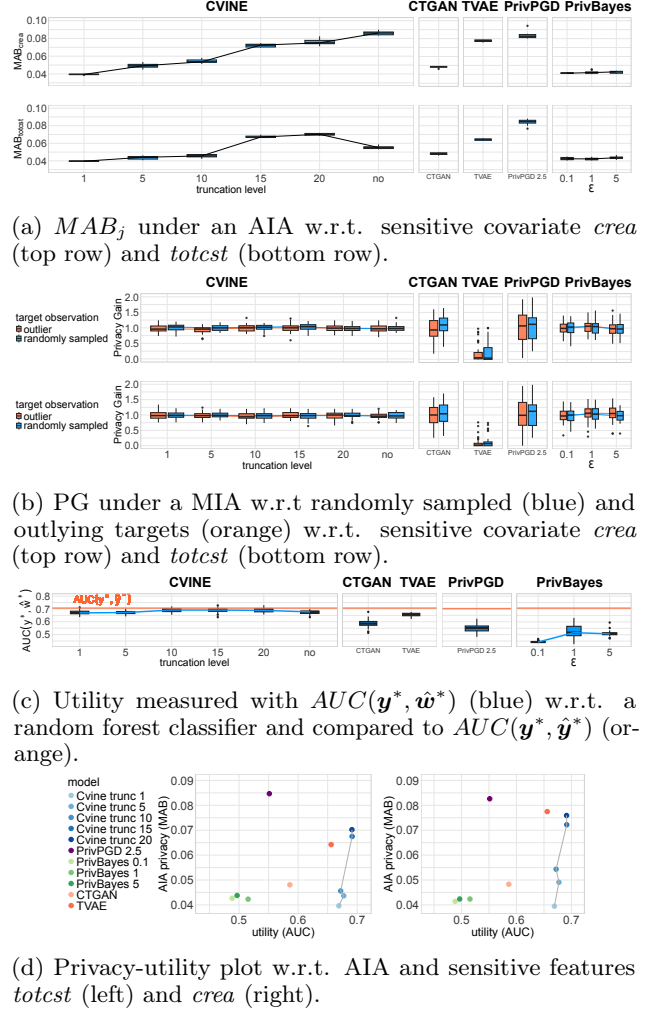 CVINE CTGAN TVAE PrivPGD PrivBayes
MAB_crea
0.10
0.08
0.06
0.04
MAB_totcst
0.10
0.08
0.06
0.04
1 5 10 15 20 no CTGAN TVAE PrivPGD 2.5 0.1 1 5
truncation level ε
(a) MAB_j under an AIA w.r.t. sensitive covariate crea
(top row) and totcst (bottom row).
CVINE CTGAN TVAE PrivPGD PrivBayes
target observation
outlier
randomly sampled
Privacy Gain
2.0
1.5
1.0
0.5
0.0
target observation
outlier
randomly sampled
Privacy Gain
2.0
1.5
1.0
0.5
0.0
1 5 10 15 20 no CTGAN TVAE PrivPGD 2.5 0.1 1 5
truncation level ε
(b) PG under a MIA w.r.t randomly sampled (blue) and
outlying targets (orange) w.r.t. sensitive covariate crea
(top row) and totcst (bottom row).
CVINE CTGAN TVAE PrivPGD PrivBayes
AUC(y*, ŵ*)
0.8
0.7
0.6
0.5
AUC(y*, ŷ*)
1 5 10 15 20 no CTGAN TVAE PrivPGD 2.5 0.1 1 5
truncation level ε
(c) Utility measured with AUC(y*, ŵ*) (blue) w.r.t. a
random forest classifier and compared to AUC(y*, ŷ*) (or-
ange).
model
Cvine trunc 1
Cvine trunc 5
Cvine trunc 10
Cvine trunc 15
Cvine trunc 20
PrivPGD 2.5
PrivBayes 0.1
PrivBayes 1
PrivBayes 5
CTGAN
TVAE
AIA privacy (MAB)
0.09
0.08
0.07
0.06
0.05
0.04
0.5 0.6 0.7
utility (AUC)
AIA privacy (MAB)
0.09
0.08
0.07
0.06
0.05
0.04
0.5 0.6 0.7
utility (AUC)
(d) Privacy-utility plot w.r.t. AIA and sensitive features
totcst (left) and crea (right).